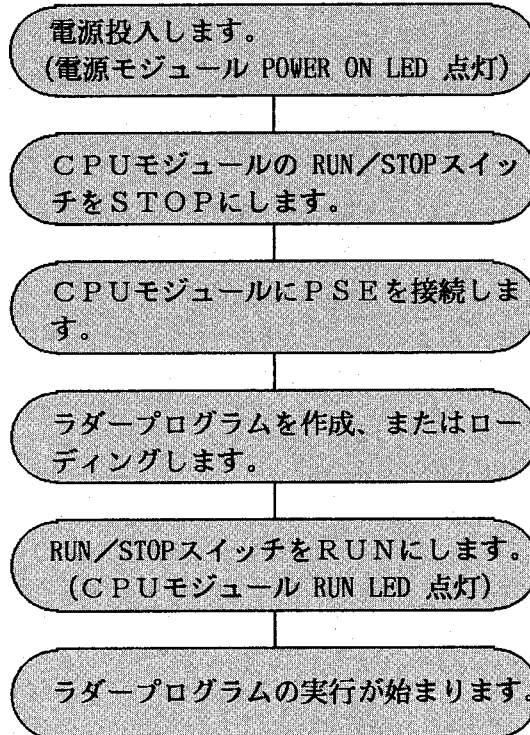 電源投入します。
(電源モジュール POWER ON LED 点灯)
ＣＰＵモジュールの RUN／STOPスイッ
チをＳＴＯＰにします。
ＣＰＵモジュールにＰＳＥを接続しま
す。
ラダープログラムを作成、またはロー
ディングします。
RUN／STOPスイッチをＲＵＮにします。
(ＣＰＵモジュール RUN LED 点灯)
ラダープログラムの実行が始まります。